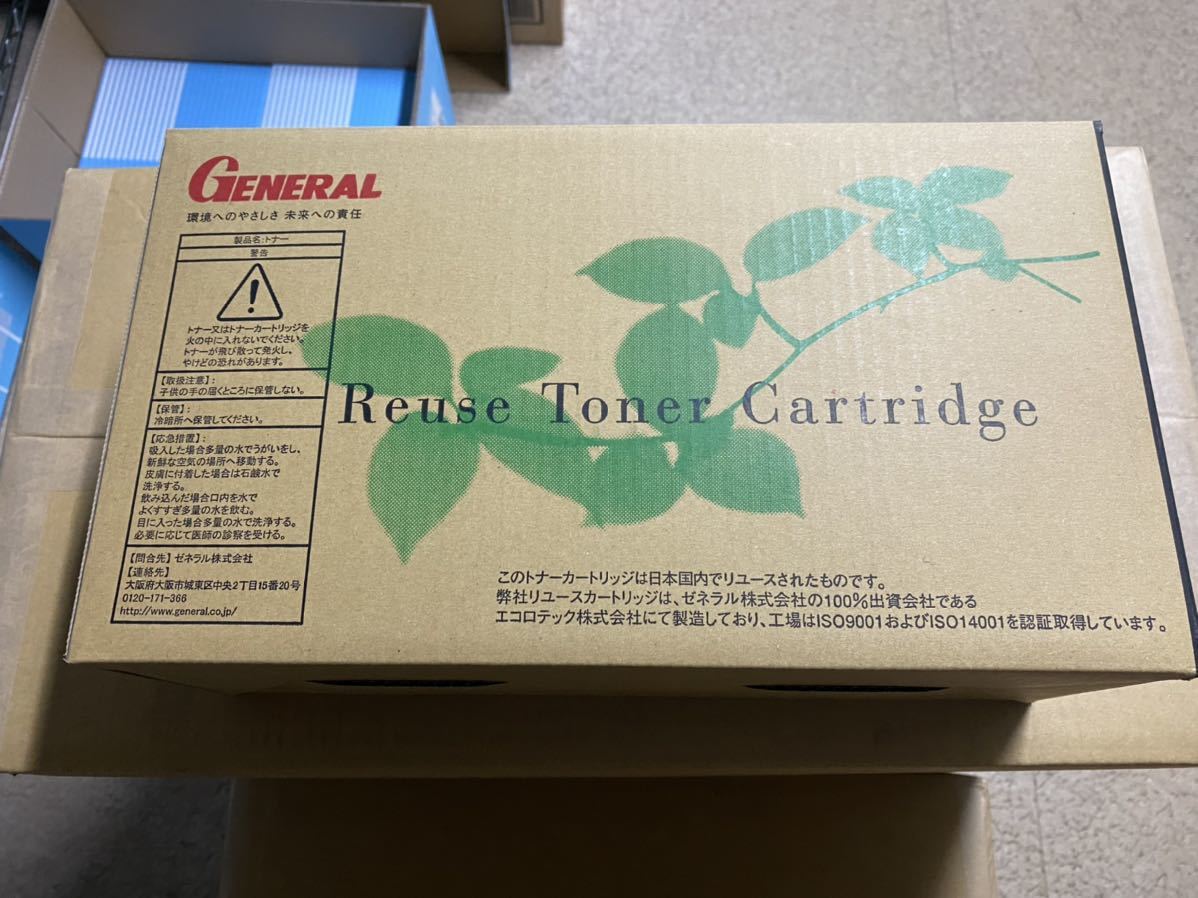 GENERAL
環境へのやさしさ 未来への責任
製品名:トナー
警告
トナー又はトナーカートリッジを
火の中に入れないでください。
トナーが飛び散って発火し、
やけどの恐れがあります。
【取扱注意】:
子供の手の届くところに保管しない。
【保管】:
冷暗所へ保管してください。
【応急措置】:
吸入した場合多量の水でうがいをし、
新鮮な空気の場所へ移動する。
皮膚に付着した場合は石鹸水で
洗浄する。
飲み込んだ場合口内を水で
よくすすぎ多量の水を飲む。
目に入った場合多量の水で洗浄する。
必要に応じて医師の診察を受ける。
【問合先】ゼネラル株式会社
【連絡先】
大阪府大阪市城東区中央2丁目15番20号
0120-171-366
http://www.general.co.jp/
Reuse Toner Cartridge
このトナーカートリッジは日本国内でリユースされたものです。
弊社リユースカートリッジは、ゼネラル株式会社の100%出資会社である
エコロテック株式会社にて製造しており、工場はISO9001およびISO14001を認証取得しています。